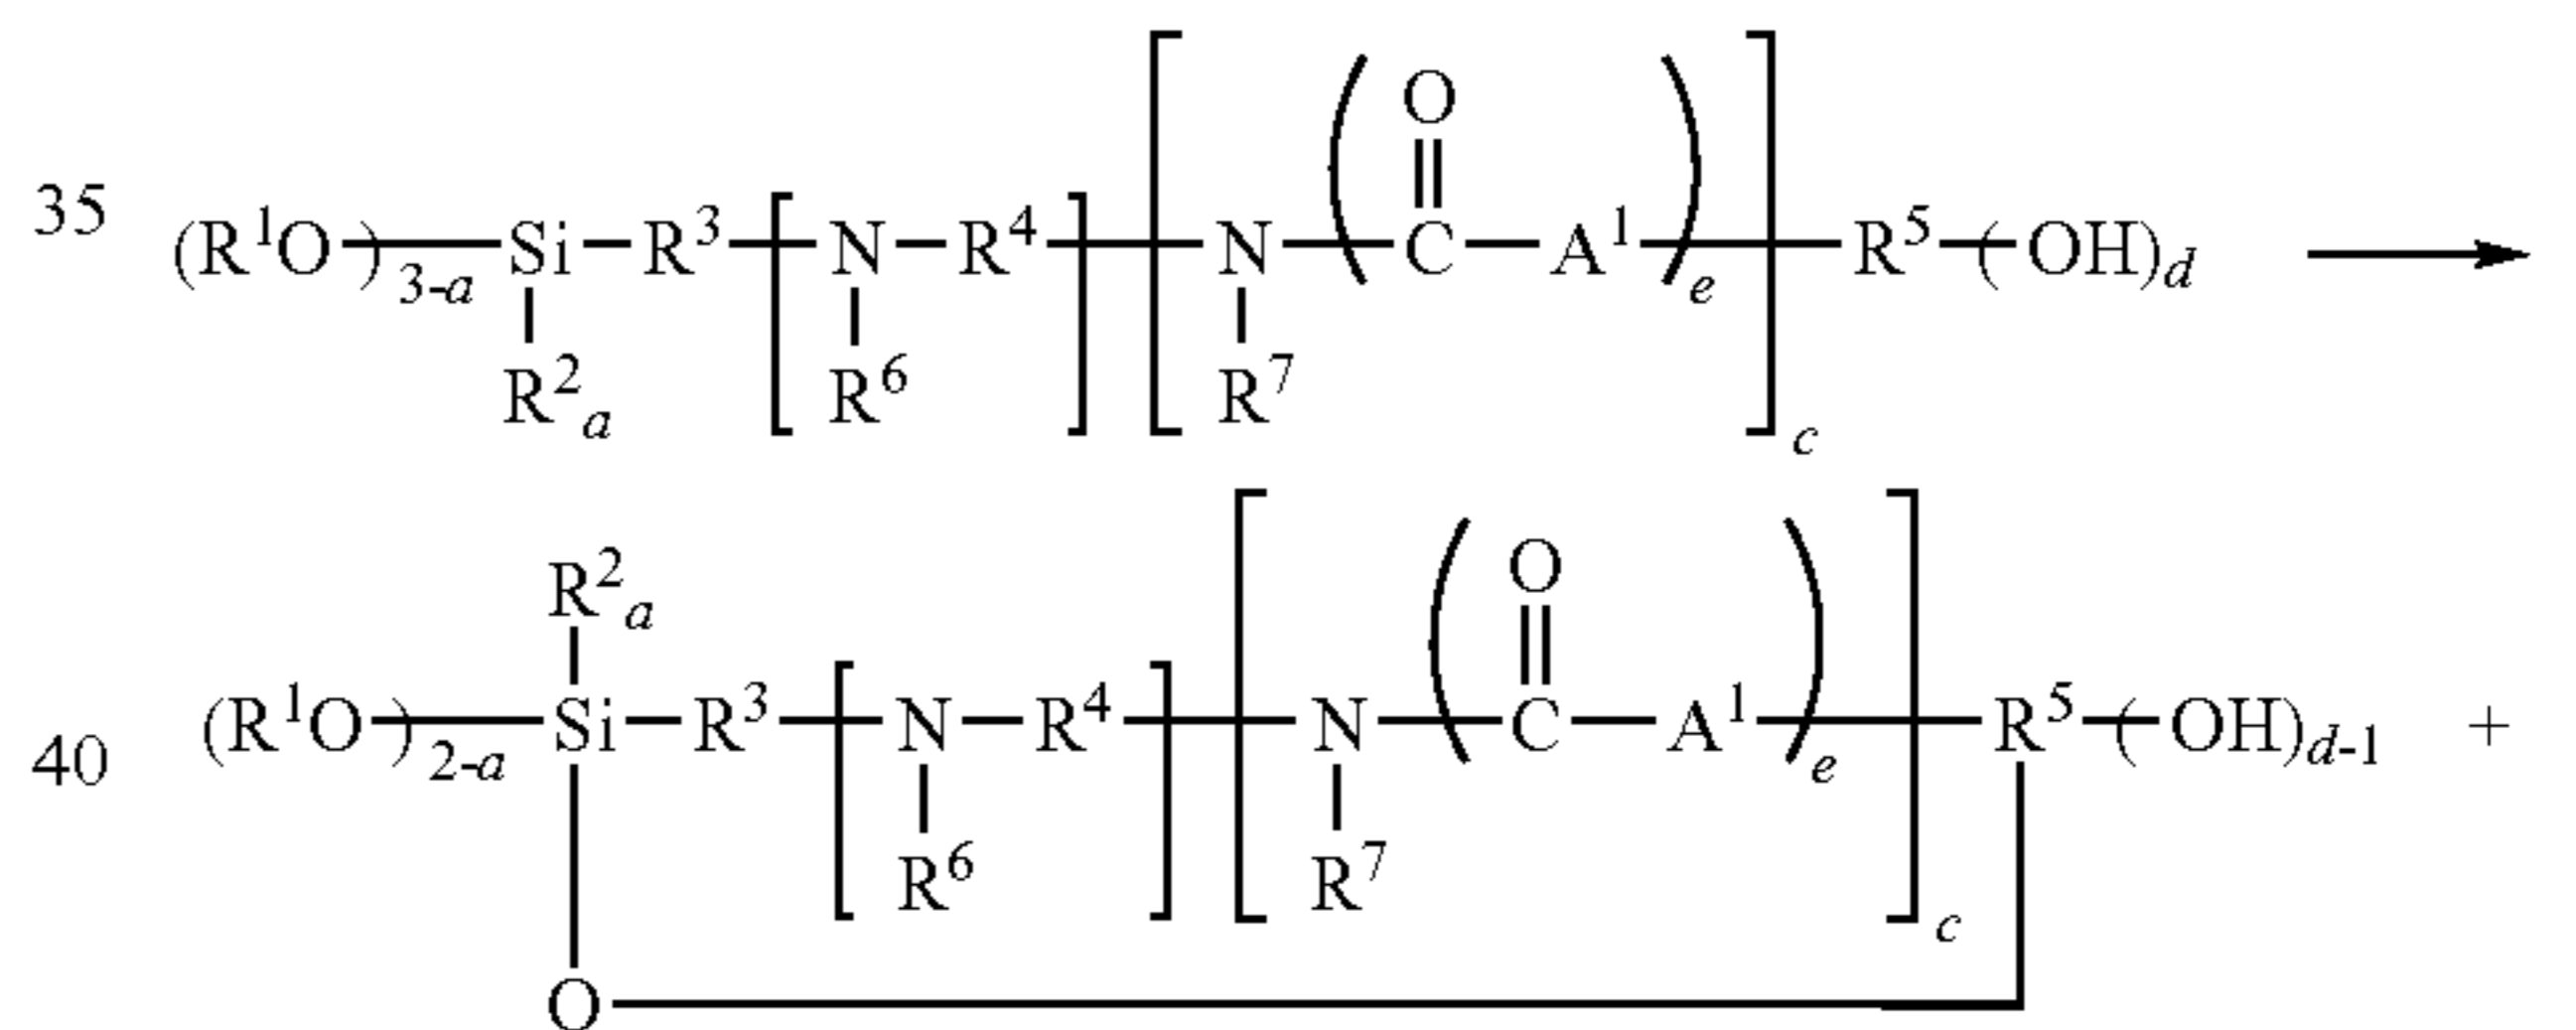 O
35 (R¹O)₃₋ₐ—Si—R³—[N—R⁴]—[N—(C—A¹)ₑ]c—R⁵—(OH)d ⟶
R²ₐ R⁶ R⁷
O
R²ₐ
40 (R¹O)₂₋ₐ—Si—R³—[N—R⁴]—[N—(C—A¹)ₑ]c—R⁵—(OH)d-1 +
R⁶ R⁷
O